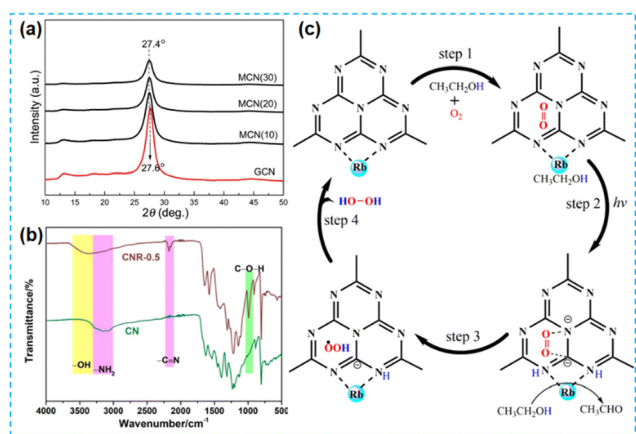 (a)
27.4°
MCN(30)
MCN(20)
MCN(10)
GCN
27.6°
Intensity (a.u.)
10 15 20 25 30 35 40 45 50
2θ (deg.)
(b)
CNR-0.5
C-O-H
CN
-OH
-NH₂
-C≡N
Transmittance/%
4000 3500 3000 2500 2000 1500 1000 500
Wavenumber/cm⁻¹
(c)
step 1
CH₃CH₂OH
+
O₂
N N N N N N N
Rb
N N N N N N N
O
O
Rb
CH₃CH₂OH
step 2
hν
N N N N N
O
O
⊖
⊖
N
H
N
H
Rb
CH₃CH₂OH
CH₃CHO
step 3
N N N N N N
•OOH
⊖
NH
Rb
step 4
HO-OH